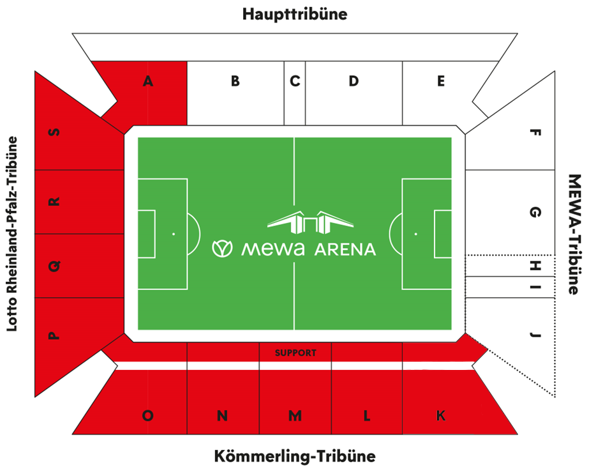 Haupttribüne
A
B
C
D
E
Lotto Rheinland-Pfalz-Tribüne
S
R
Q
P
mewa ARENA
F
G
H
I
J
MEWA-Tribüne
SUPPORT
O
N
M
L
K
Kömmerling-Tribüne